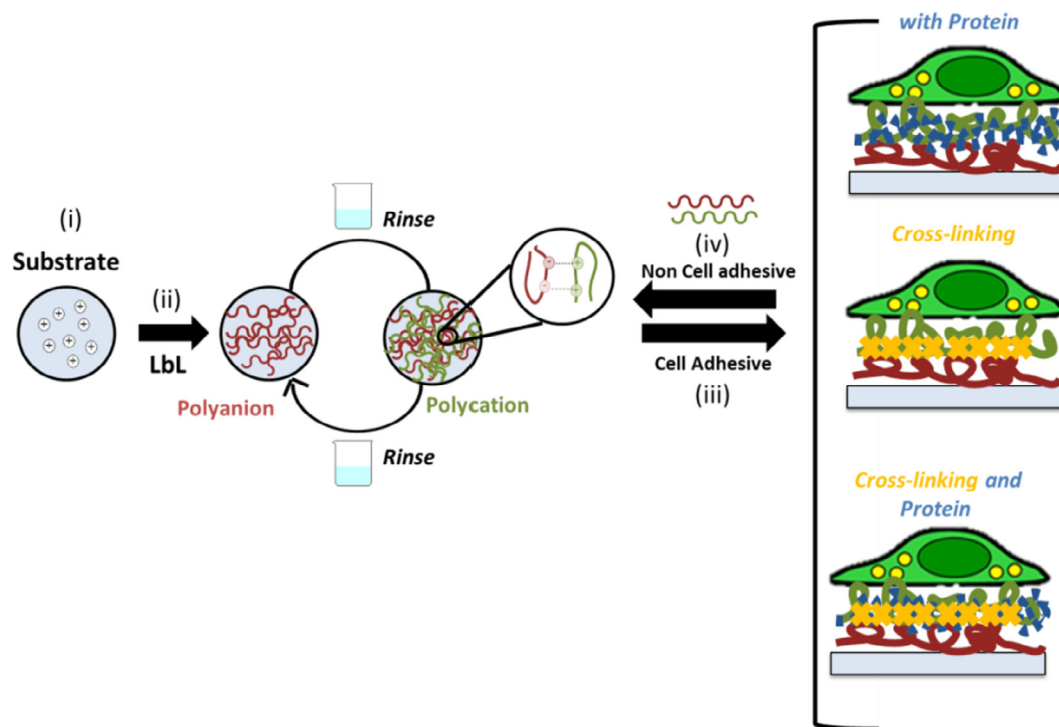 (i)
Substrate
+ + + + + + + + +
(ii)
LbL
Rinse
Polyanion
Polycation
Rinse
- +
- +
(iv)
Non Cell adhesive
Cell Adhesive
(iii)
with Protein
Cross-linking
Cross-linking and
Protein